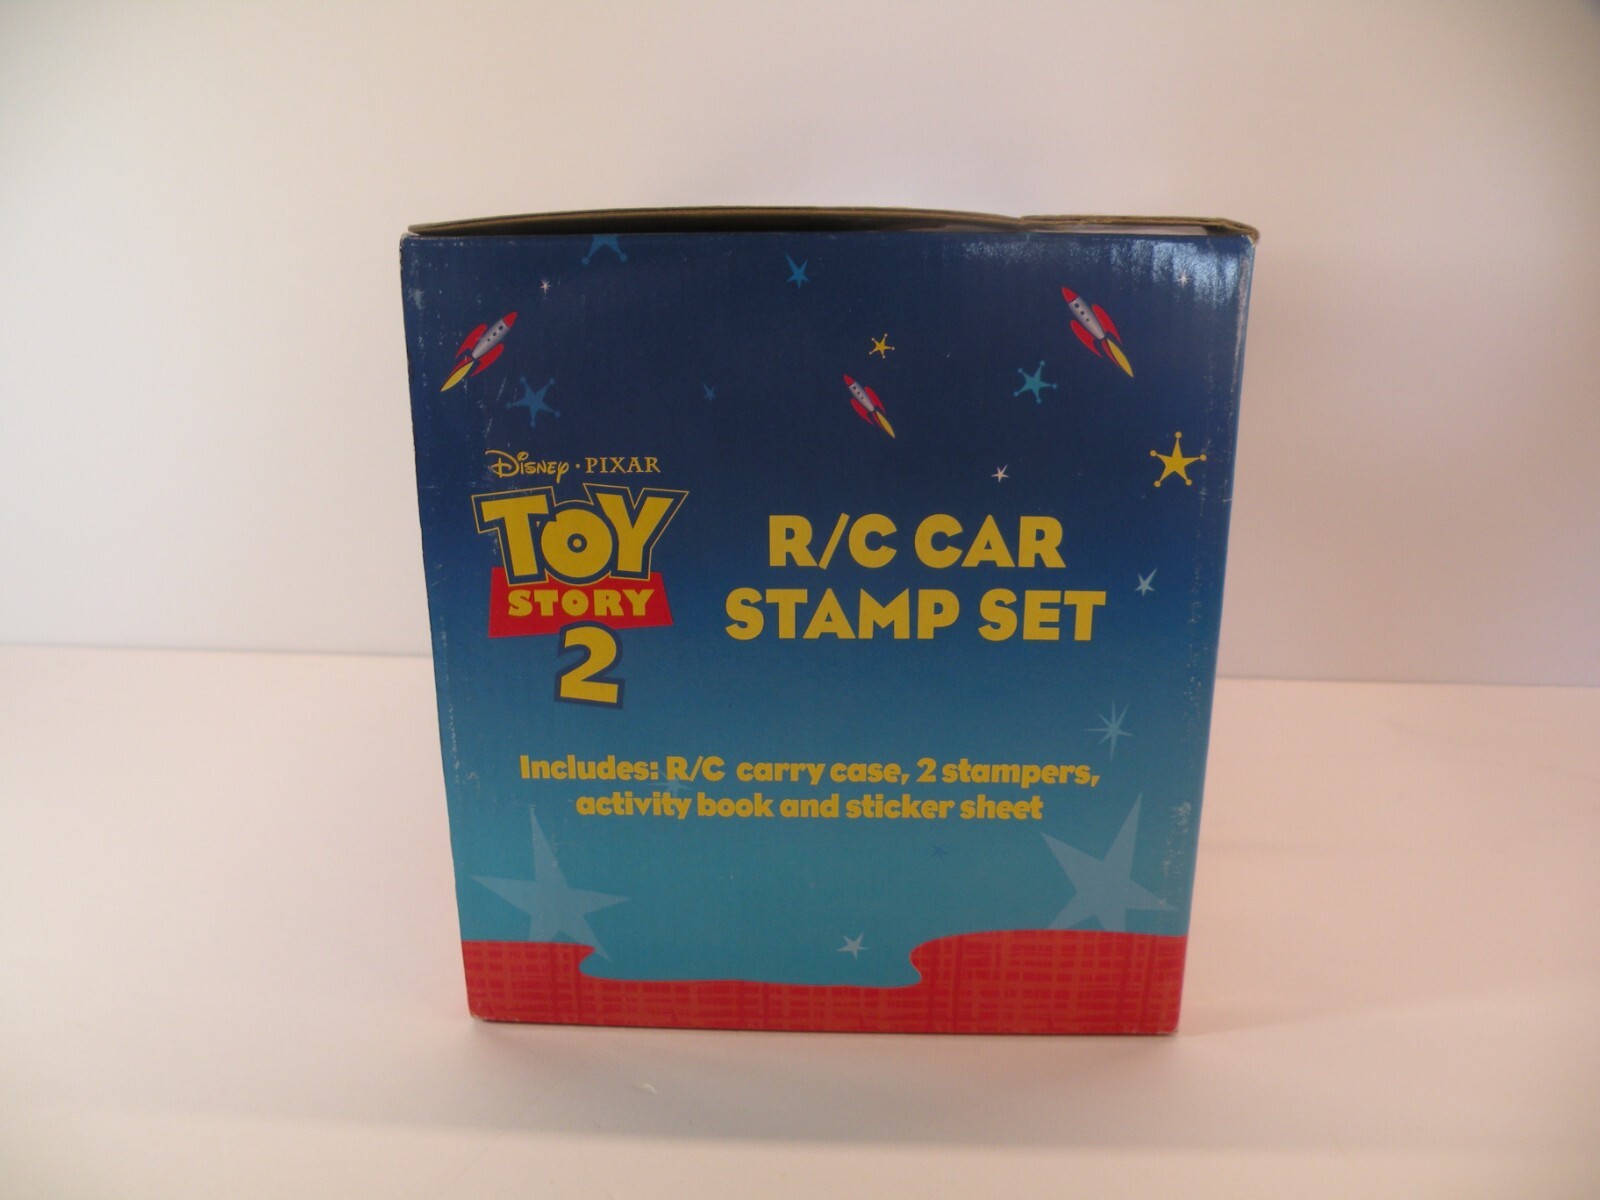 Disney · PIXAR
TOY
STORY
2
R/C CAR
STAMP SET
Includes: R/C carry case, 2 stampers,
activity book and sticker sheet